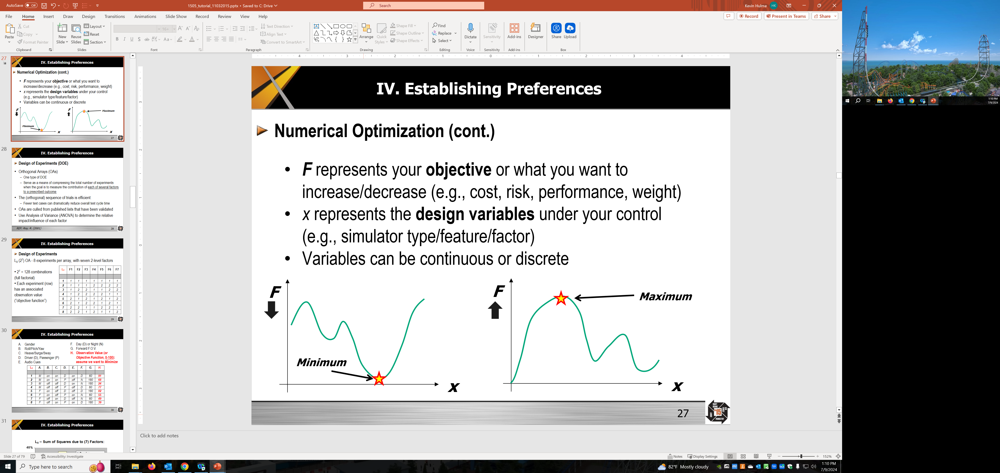 AutoSave Off
1505_tutorial_11032015.pptx • Saved to C: Drive
Search
Kevin Hulme HK
File Home Insert Draw Design Transitions Animations Slide Show Record Review View Help
Record Present in Teams Share
Paste
Cut
Copy
Format Painter
Clipboard
New Slide
Reuse Slides
Layout
Reset
Section
Slides
16+
Font
Text Direction
Align Text
Convert to SmartArt
Paragraph
Arrange
Quick Styles
Shape Fill
Shape Outline
Shape Effects
Drawing
Find
Replace
Select
Editing
Dictate
Voice
Sensitivity
Sensitivity
Add-ins
Add-ins
Designer
Share Upload
Box
27
IV. Establishing Preferences
Numerical Optimization (cont.)
• F represents your objective or what you want to
increase/decrease (e.g., cost, risk, performance, weight)
• x represents the design variables under your control
(e.g., simulator type/feature/factor)
• Variables can be continuous or discrete
F
Minimum
x
F
Maximum
x
27
28
IV. Establishing Preferences
Design of Experiments (DOE)
• Orthogonal Arrays (OAs)
– One type of DOE
– Serve as a means of compressing the total number of experiments
when the goal is to measure the contribution of each of several factors
to a prescribed outcome
• The (orthogonal) sequence of trials is efficient:
– Fewer test cases can dramatically reduce overall test cycle time
• OAs are culled from published lists that have been validated
• Use Analysis of Variance (ANOVA) to determine the relative
impact/influence of each factor
REF: Roy, R. (2001)
28
29
IV. Establishing Preferences
Design of Experiments
L8 (2⁷) OA - 8 experiments per array, with seven 2-level factors
• 2⁷ = 128 combinations
(full factorial)
• Each experiment (row)
has an associated
observation value
("objective function")
L8 F1 F2 F3 F4 F5 F6 F7
1 1 1 1 1 1 1 1
2 1 1 1 2 2 2 2
3 1 2 2 1 1 2 2
4 1 2 2 2 2 1 1
5 2 1 2 1 2 1 2
6 2 1 2 2 1 2 1
7 2 2 1 1 2 2 1
8 2 2 1 2 1 1 2
29
30
IV. Establishing Preferences
A. Gender
B. Roll/Pitch/Yaw
C. Heave/Surge/Sway
D. Driver (D), Passenger (P)
E. Audio Cues
F. Day (D) or Night (N)
G. Forward F.O.V.
H. Observation Value (or
Objective Function, 0-100):
assume we want to Minimize
L8 A. B. C. D. E. F. G. H.
1 M on on D on D 60 91
2 M on on P off N 180 68
3 M off off D on N 180 24
4 M off off P off D 60 77
5 F on off D off D 180 82
6 F on off P on N 60 55
7 F off on D off N 60 49
8 F off on P on D 180 39
30
31
IV. Establishing Preferences
L8 – Sum of Squares due to (7) Factors:
40%
4 3 2 1 0 1 2 3 4
3
2
1
0
1
2
3
IV. Establishing Preferences
Numerical Optimization (cont.)
• F represents your objective or what you want to
increase/decrease (e.g., cost, risk, performance, weight)
• x represents the design variables under your control
(e.g., simulator type/feature/factor)
• Variables can be continuous or discrete
F
Minimum
x
F
Maximum
x
27
NAVY
USMC
AIR
FORCE
ARMY
'15
INDUSTRY
Click to add notes
Slide 27 of 79
Accessibility: Investigate
Notes
Display Settings
152%
Type here to search
82°F Mostly cloudy
1:10 PM
7/9/2024
1:10 PM
7/9/2024